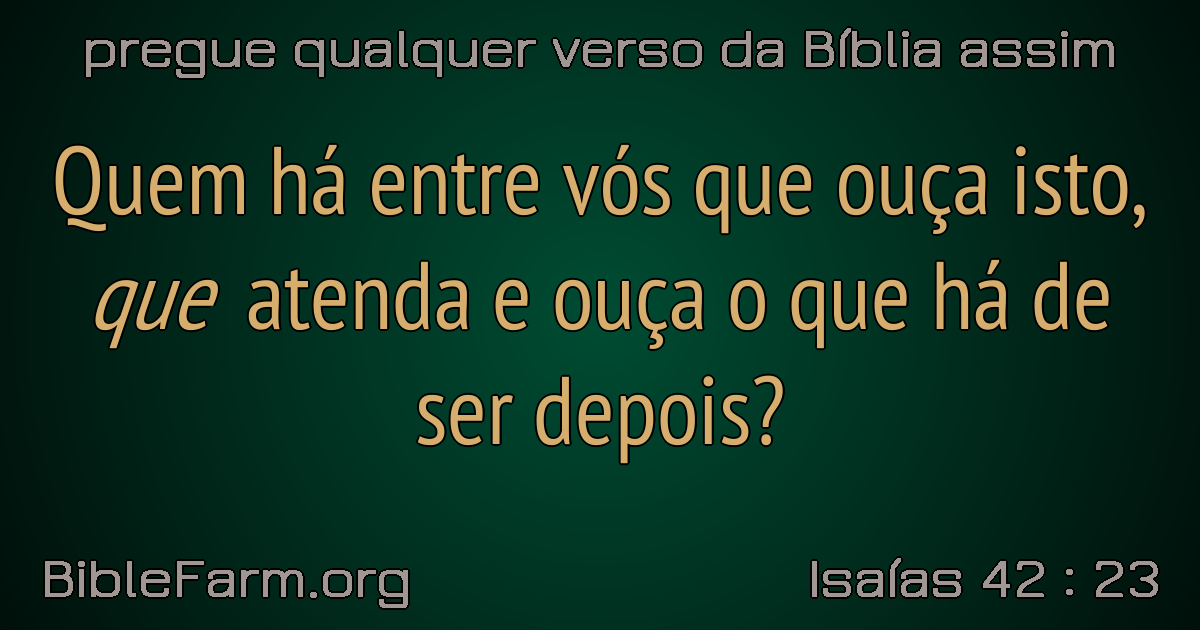 pregue qualquer verso da Bíblia assim
Quem há entre vós que ouça isto,
que atenda e ouça o que há de
ser depois?
BibleFarm.org
Isaías 42 : 23